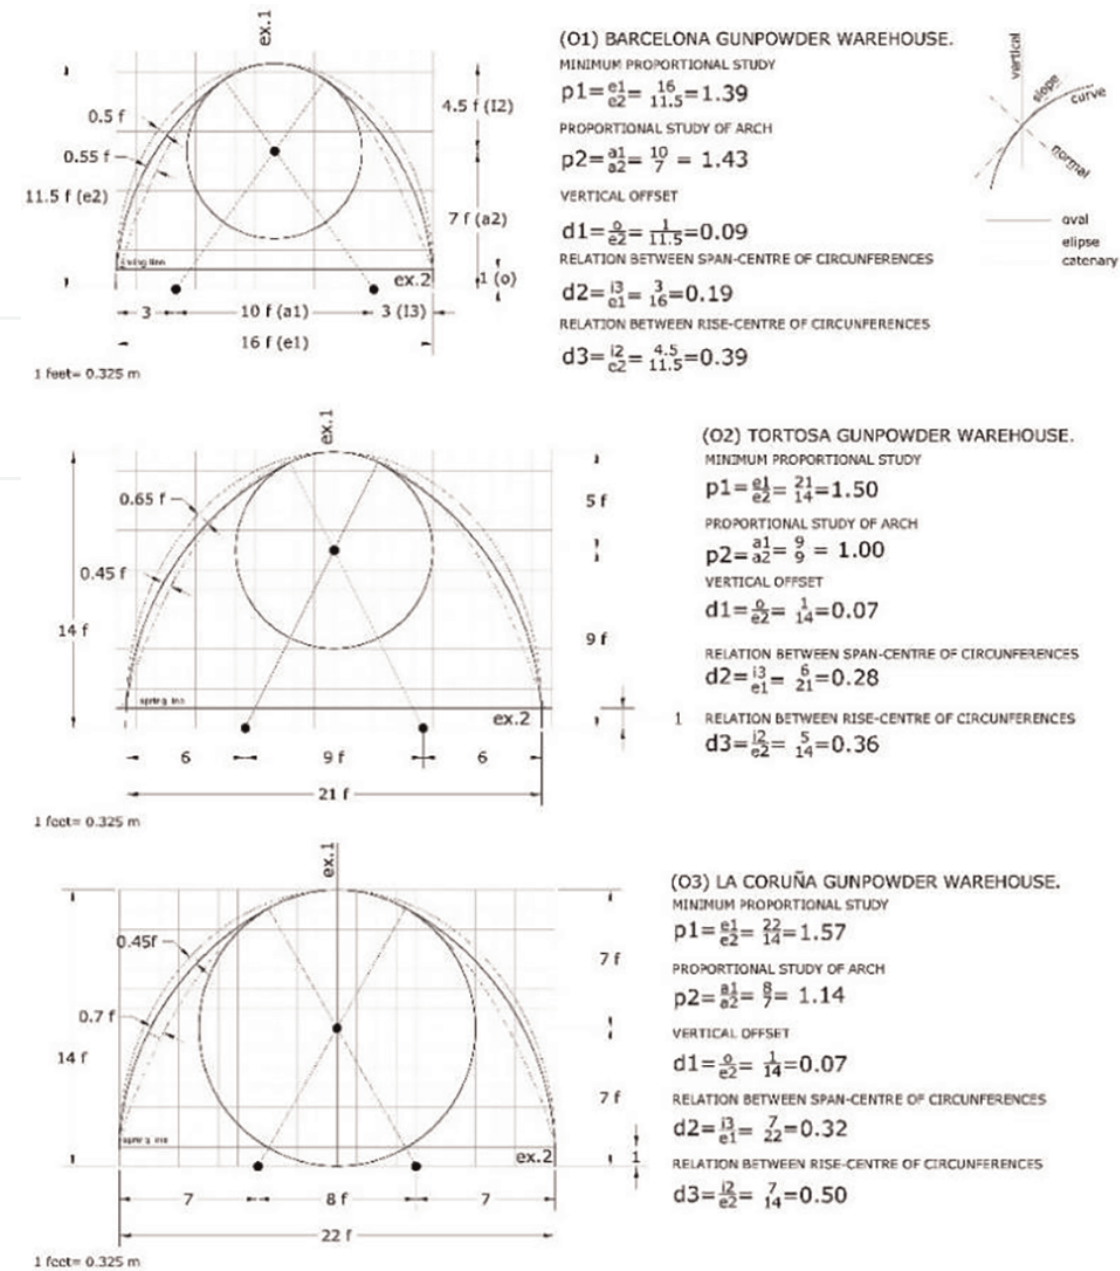 ex.1
0.5 f
0.55 f
11.5 f (e2)
4.5 f (I2)
7 f (a2)
1 (o)
spring line
ex.2
3
10 f (a1)
3 (I3)
16 f (e1)
1 feet= 0.325 m
(O1) BARCELONA GUNPOWDER WAREHOUSE.
MINIMUM PROPORTIONAL STUDY
p1= e1/e2 = 16/11.5 =1.39
PROPORTIONAL STUDY OF ARCH
p2= a1/a2 = 10/7 = 1.43
VERTICAL OFFSET
d1= o/e2 = 1/11.5 =0.09
RELATION BETWEEN SPAN-CENTRE OF CIRCUNFERENCES
d2= i3/e1 = 3/16 =0.19
RELATION BETWEEN RISE-CENTRE OF CIRCUNFERENCES
d3= i2/e2 = 4.5/11.5 =0.39
vertical
slope
curve
normal
oval
elipse
catenary
ex.1
0.65 f
0.45 f
14 f
5 f
9 f
1
spring line
ex.2
6
9 f
6
21 f
1 feet= 0.325 m
(O2) TORTOSA GUNPOWDER WAREHOUSE.
MINIMUM PROPORTIONAL STUDY
p1= e1/e2 = 21/14 =1.50
PROPORTIONAL STUDY OF ARCH
p2= a1/a2 = 9/9 = 1.00
VERTICAL OFFSET
d1= o/e2 = 1/14 =0.07
RELATION BETWEEN SPAN-CENTRE OF CIRCUNFERENCES
d2= i3/e1 = 6/21 =0.28
RELATION BETWEEN RISE-CENTRE OF CIRCUNFERENCES
d3= i2/e2 = 5/14 =0.36
ex.1
0.45f
0.7 f
14 f
7 f
7 f
1
spring line
ex.2
7
8 f
7
22 f
1 feet= 0.325 m
(O3) LA CORUÑA GUNPOWDER WAREHOUSE.
MINIMUM PROPORTIONAL STUDY
p1= e1/e2 = 22/14 =1.57
PROPORTIONAL STUDY OF ARCH
p2= a1/a2 = 8/7 = 1.14
VERTICAL OFFSET
d1= o/e2 = 1/14 =0.07
RELATION BETWEEN SPAN-CENTRE OF CIRCUNFERENCES
d2= i3/e1 = 7/22 =0.32
RELATION BETWEEN RISE-CENTRE OF CIRCUNFERENCES
d3= i2/e2 = 7/14 =0.50